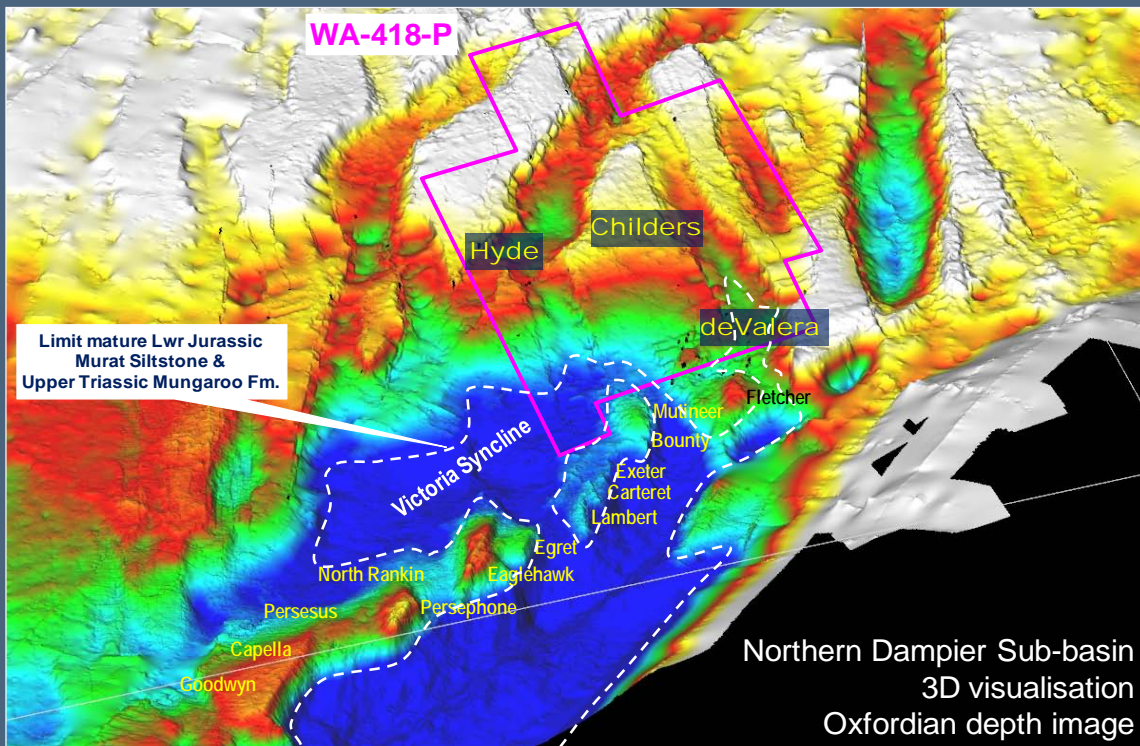 WA-418-P
Hyde
Childers
deValera
Limit mature Lwr Jurassic
Murat Siltstone &
Upper Triassic Mungaroo Fm.
Victoria Syncline
Fletcher
Mutineer
Bounty
Exeter
Carteret
Lambert
Egret
Eaglehawk
North Rankin
Persephone
Persesus
Capella
Goodwyn
Northern Dampier Sub-basin
3D visualisation
Oxfordian depth image